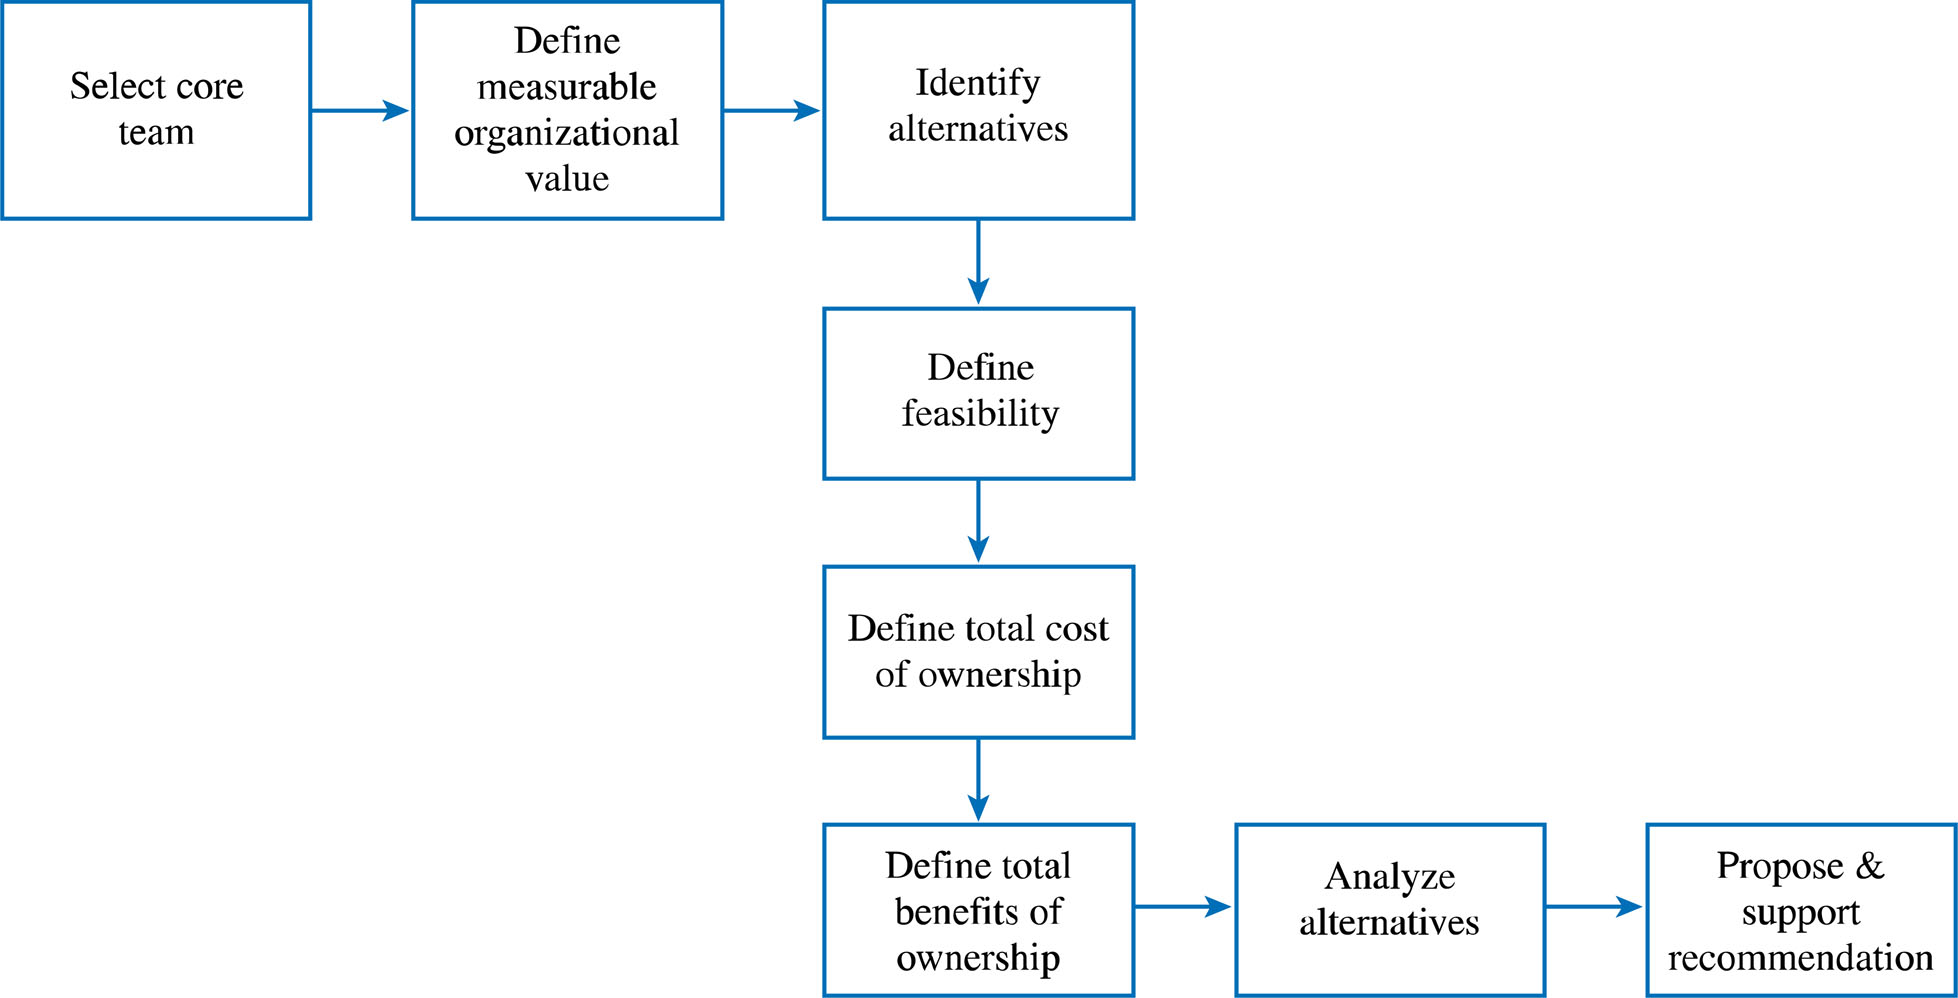 Select core
team
Define
measurable
organizational
value
Identify
alternatives
Define
feasibility
Define total cost
of ownership
Define total
benefits of
ownership
Analyze
alternatives
Propose &
support
recommendation